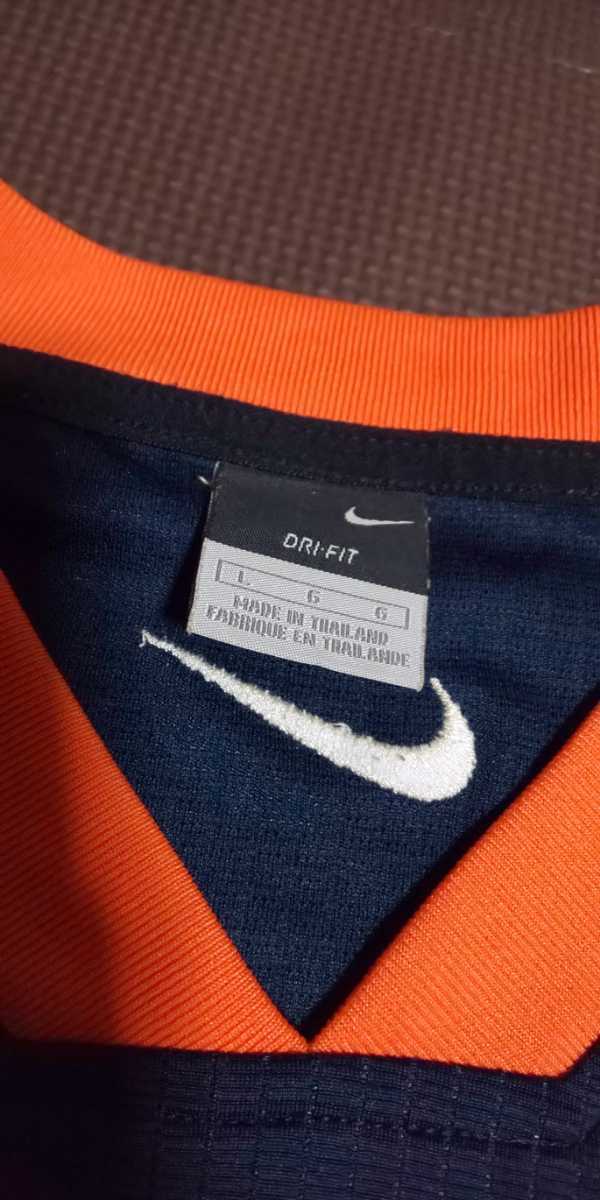 DRI-FIT
L G G
MADE IN THAILAND
FABRIQUE EN THAILANDE